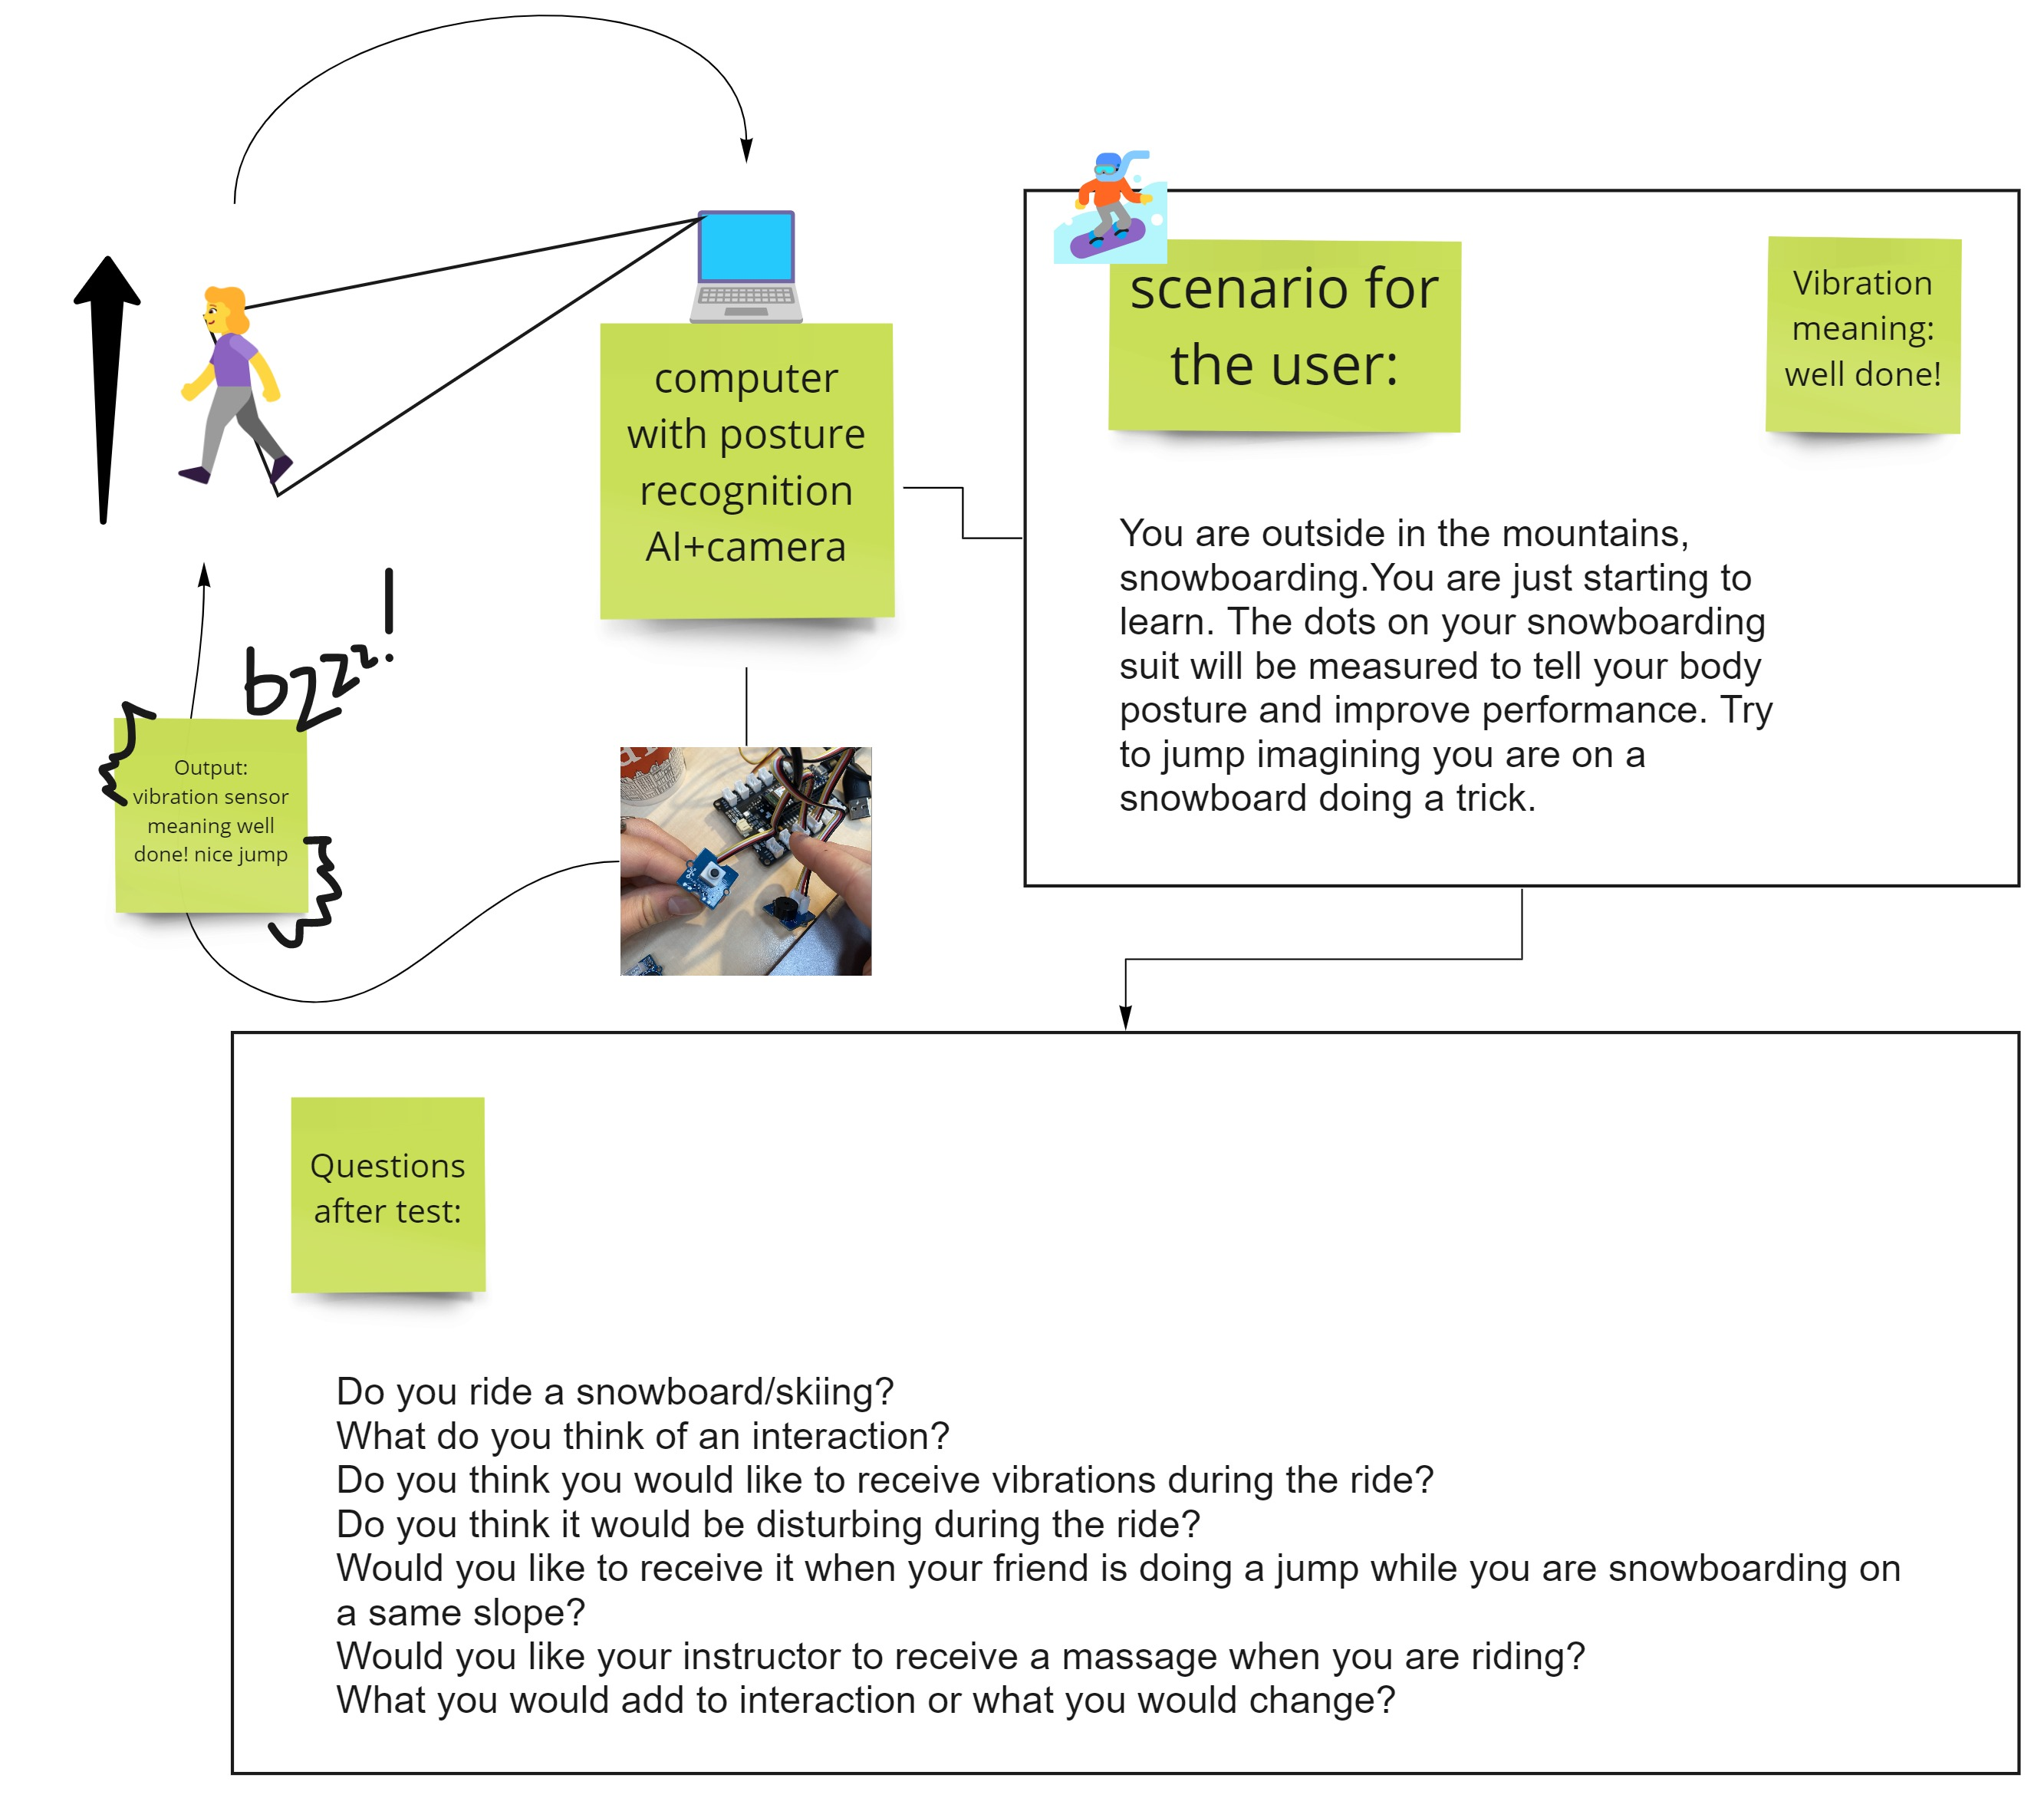 computer
with posture
recognition
AI+camera
scenario for
the user:
Vibration
meaning:
well done!
You are outside in the mountains,
snowboarding.You are just starting to
learn. The dots on your snowboarding
suit will be measured to tell your body
posture and improve performance. Try
to jump imagining you are on a
snowboard doing a trick.
bzzzz!
Output:
vibration sensor
meaning well
done! nice jump
Questions
after test:
Do you ride a snowboard/skiing?
What do you think of an interaction?
Do you think you would like to receive vibrations during the ride?
Do you think it would be disturbing during the ride?
Would you like to receive it when your friend is doing a jump while you are snowboarding on
a same slope?
Would you like your instructor to receive a massage when you are riding?
What you would add to interaction or what you would change?